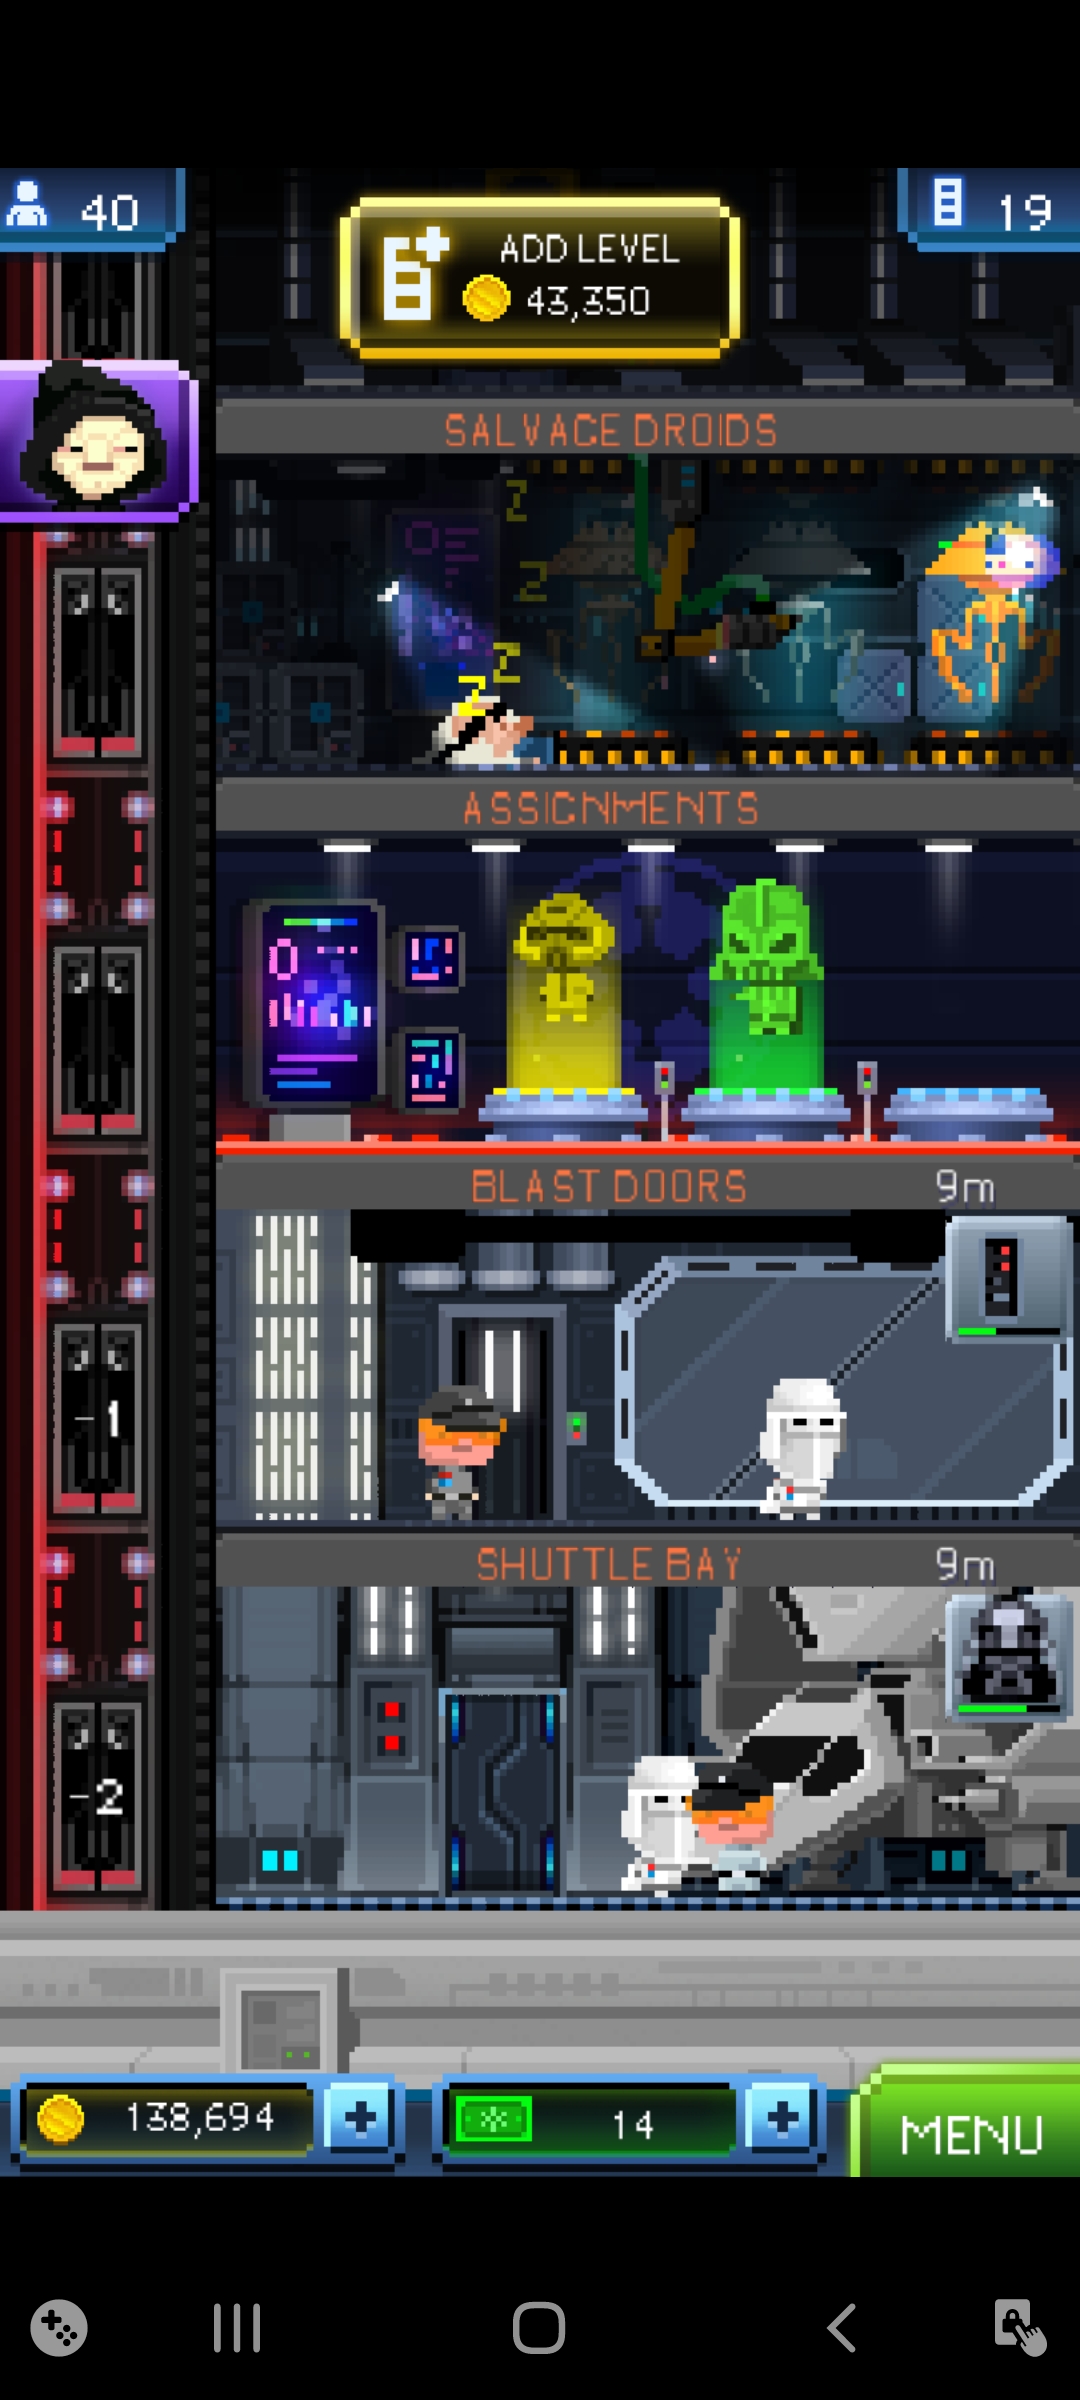 40
ADD LEVEL
43,350
19
SALVAGE DROIDS
Z
Z
Z
Z
ASSIGNMENTS
BLAST DOORS 9m
-1
SHUTTLE BAY 9m
-2
138,694 +
14 +
MENU